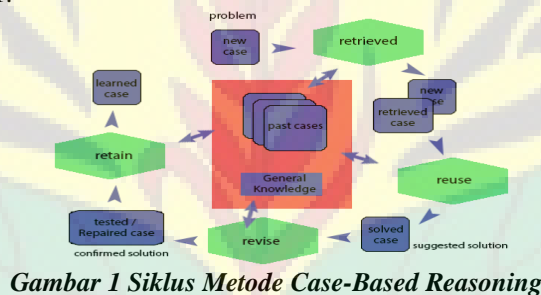 problem
new
case
retrieved
learned
case
new
retrieved
case
past cases
retain
General
Knowledge
reuse
tested /
Repaired case
confirmed solution
revise
solved
case
suggested solution
Gambar 1 Siklus Metode Case-Based Reasoning